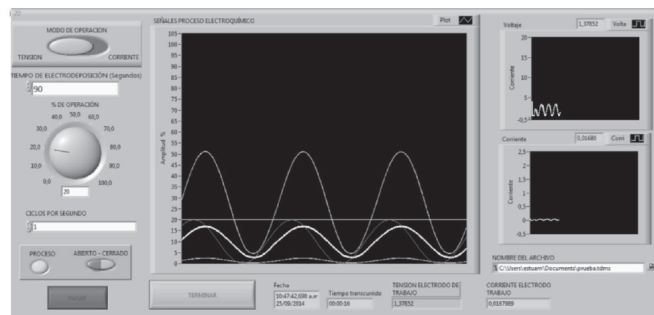 MODO DE OPERACION
TENSION
CORRIENTE
TIEMPO DE ELECTRODEPOSICIÓN (Segundos)
90
% DE OPERACIÓN
40,0 50,0 60,0
30,0 70,0
20,0 80,0
10,0 90,0
0,0 100,0
20
CICLOS POR SEGUNDO
1
PROCESO
ABIERTO - CERRADO
SEÑALES PROCESO ELECTROQUÍMICO
Plot
Amplitud %
105
100
95
90
85
80
75
70
65
60
55
50
45
40
35
30
25
20
15
10
5
0
TERMINAR
Fecha
10:47:42,698 a.m
25/09/2014
Tiempo transcurrido
00:00:16
TENSION ELECTRODO DE TRABAJO
1,37852
CORRIENTE ELECTRODO TRABAJO
0,0167989
Voltaje
1,37852
Volta
Corriente
20
15
10
5
-0,5
Corriente
0,01680
Corri
Corriente
2,5
2
1,5
1
0,5
0
-0,5
NOMBRE DEL ARCHIVO
C:\Users\estuam\Documents\prueba.tdms